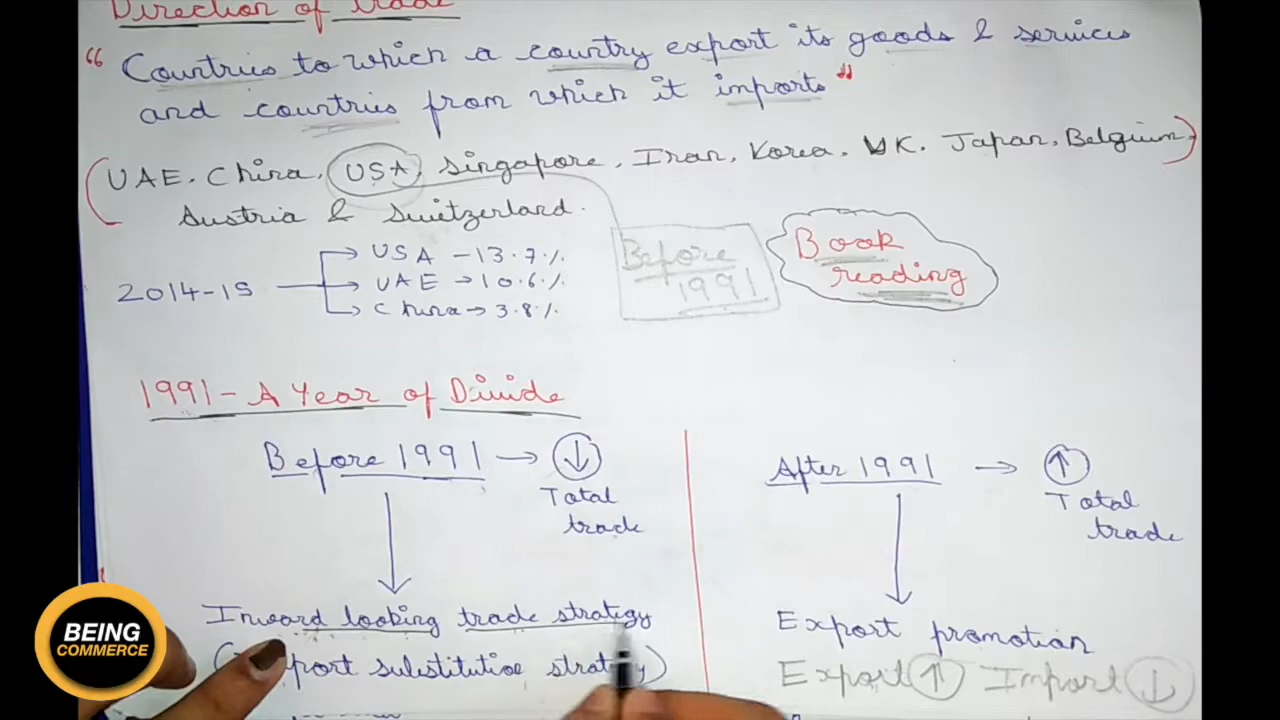 Direction of trade
“Countries to which a country export its goods & services
and countries from which it imports”
(UAE, China, USA, Singapore, Iran, Korea, UK, Japan, Belgium,
Austria & Switzerland.)
Before
1991
Book
reading
2014-15
USA - 13.7%
UAE → 10.6%
China → 3.8%
1991 - A Year of Divide
Before 1991 → ↓
Total
trade
Inward looking trade strategy
strategy)
After 1991 → ↑
Total
trade
Export promotion
Export ↑ Import ↓
BEING
COMMERCE